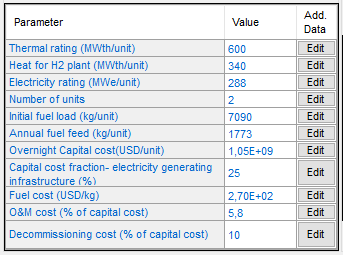 Parameter Value Add. Data
Thermal rating (MWth/unit) 600 Edit
Heat for H2 plant (MWth/unit) 340 Edit
Electricity rating (MWe/unit) 288 Edit
Number of units 2 Edit
Initial fuel load (kg/unit) 7090 Edit
Annual fuel feed (kg/unit) 1773 Edit
Overnight Capital cost(USD/unit) 1,05E+09 Edit
Capital cost fraction- electricity generating
infrastructure (%) 25 Edit
Fuel cost (USD/kg) 2,70E+02 Edit
O&M cost (% of capital cost) 5,8 Edit
Decommissioning cost (% of capital cost) 10 Edit